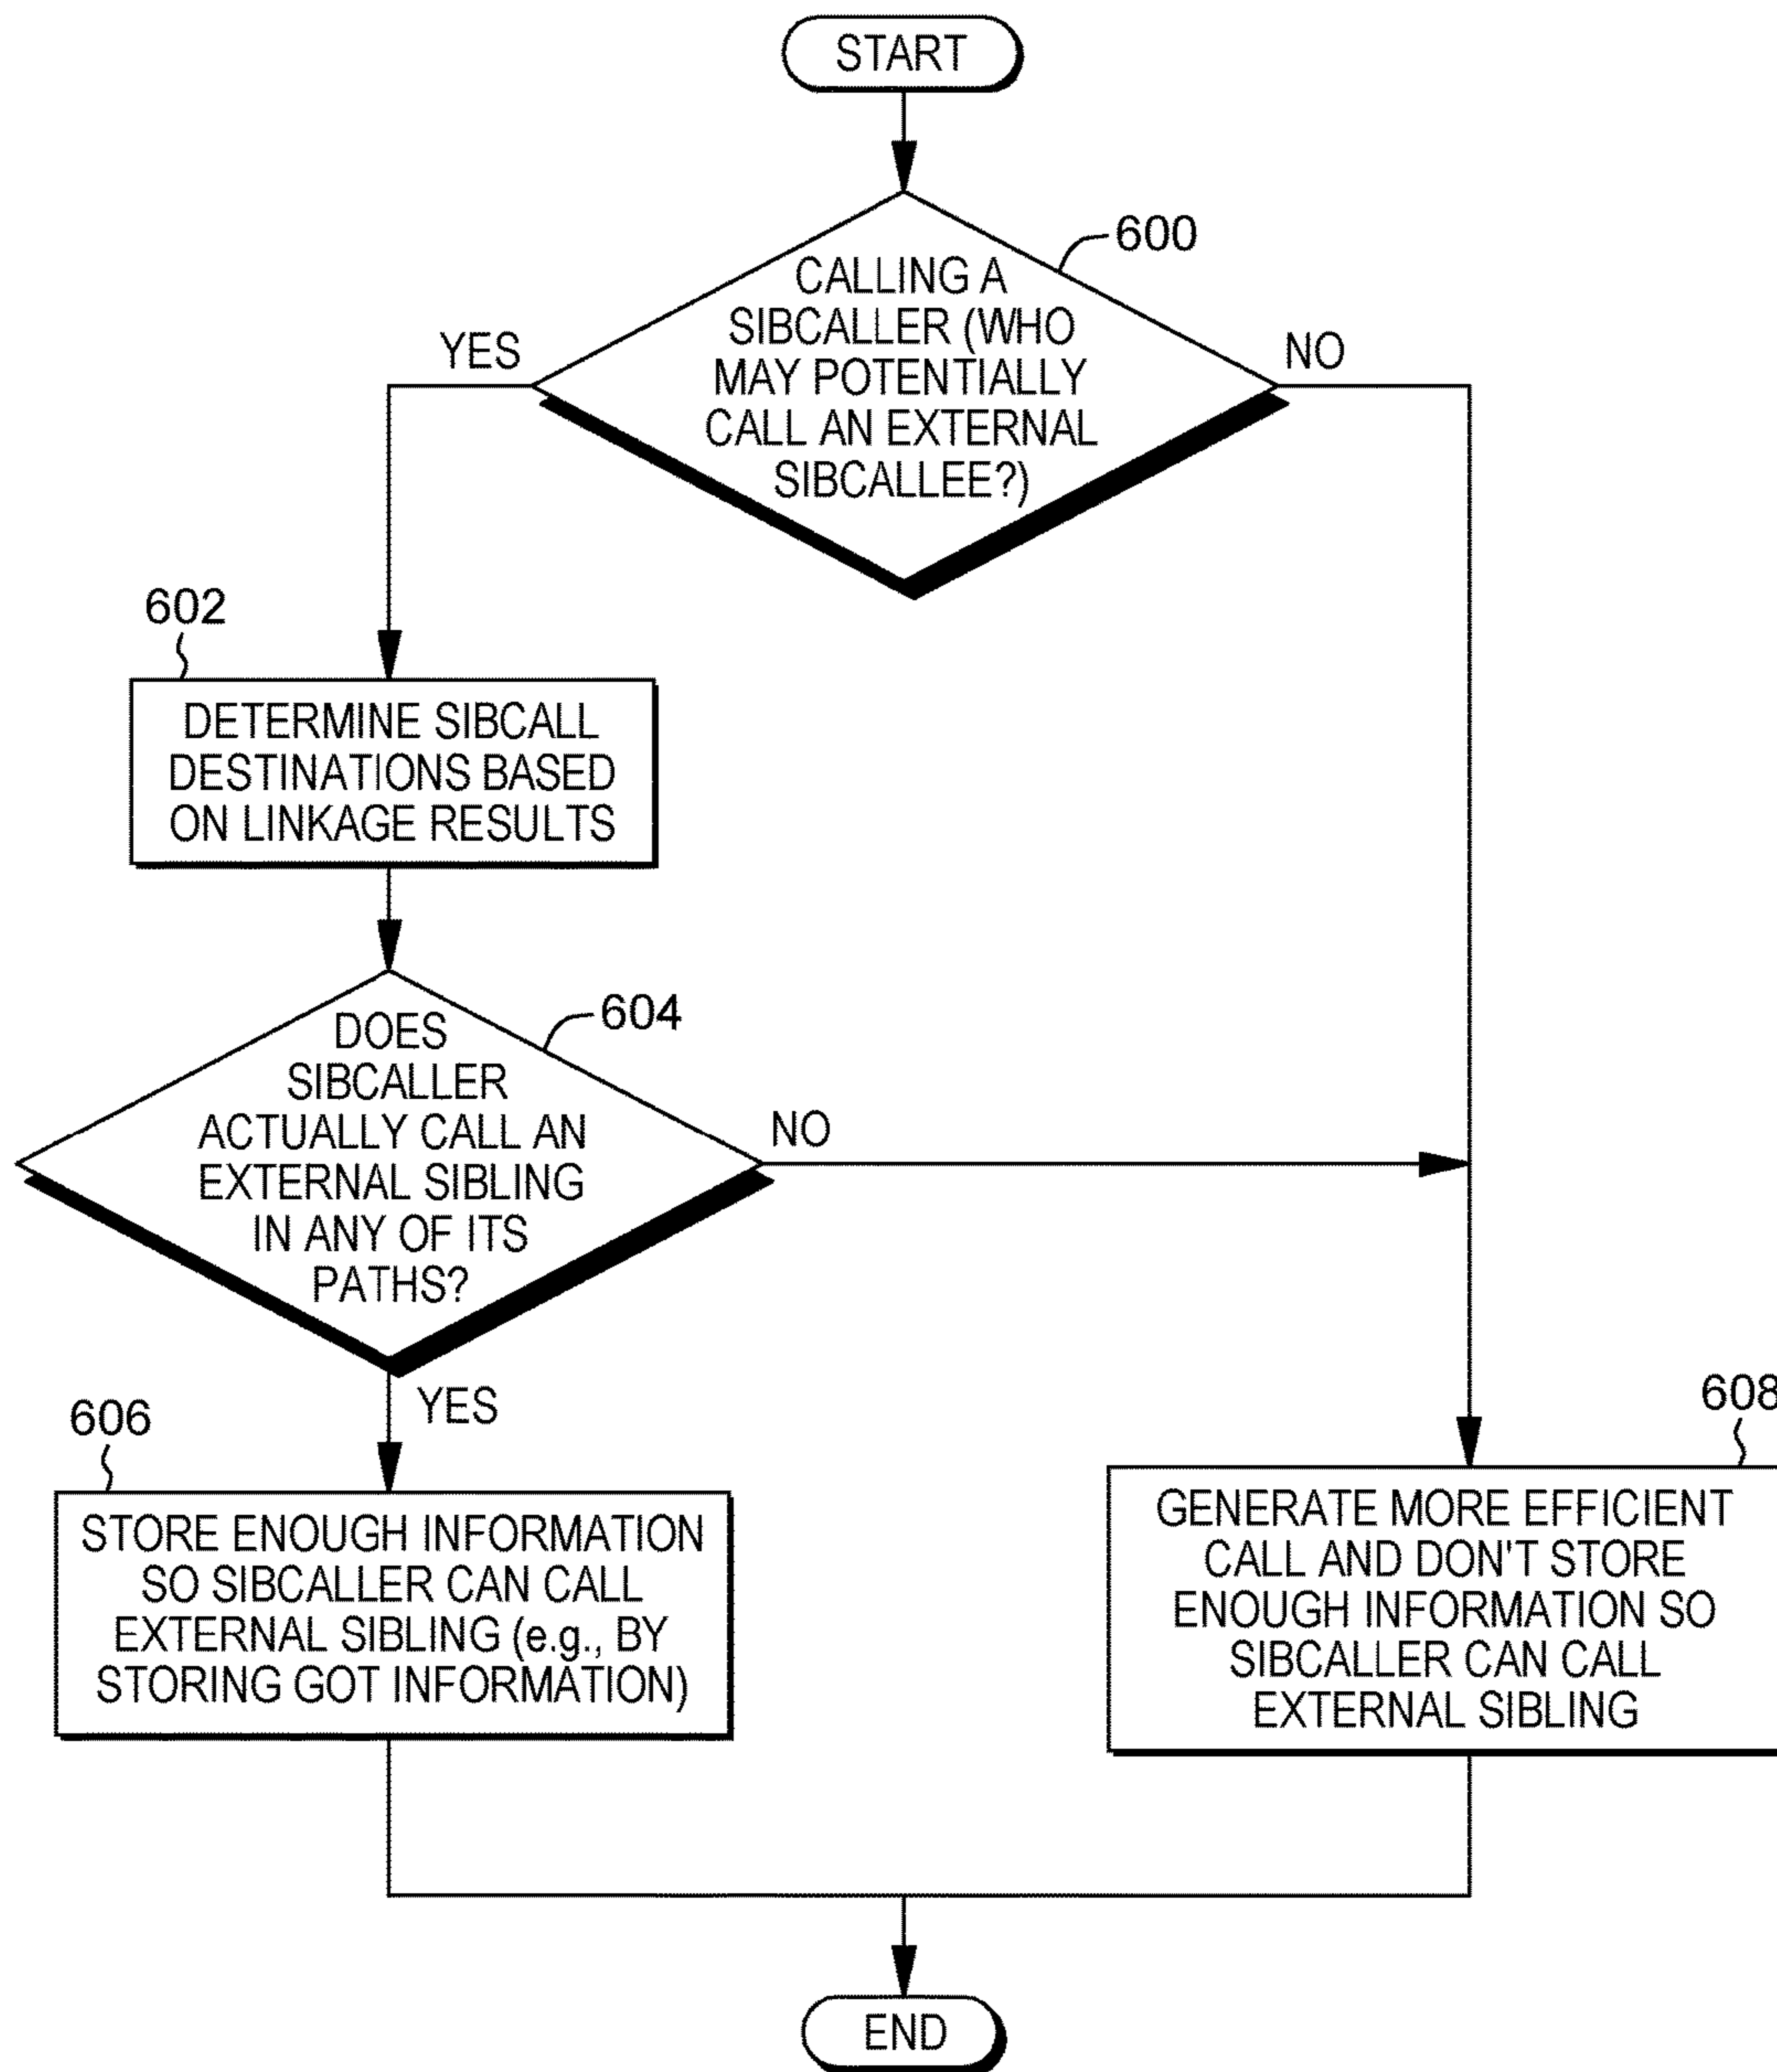 START
600
CALLING A
SIBCALLER (WHO
MAY POTENTIALLY
CALL AN EXTERNAL
SIBCALLEE?)
YES
NO
602
DETERMINE SIBCALL
DESTINATIONS BASED
ON LINKAGE RESULTS
604
DOES
SIBCALLER
ACTUALLY CALL AN
EXTERNAL SIBLING
IN ANY OF ITS
PATHS?
NO
YES
606
STORE ENOUGH INFORMATION
SO SIBCALLER CAN CALL
EXTERNAL SIBLING (e.g., BY
STORING GOT INFORMATION)
608
GENERATE MORE EFFICIENT
CALL AND DON'T STORE
ENOUGH INFORMATION SO
SIBCALLER CAN CALL
EXTERNAL SIBLING
END